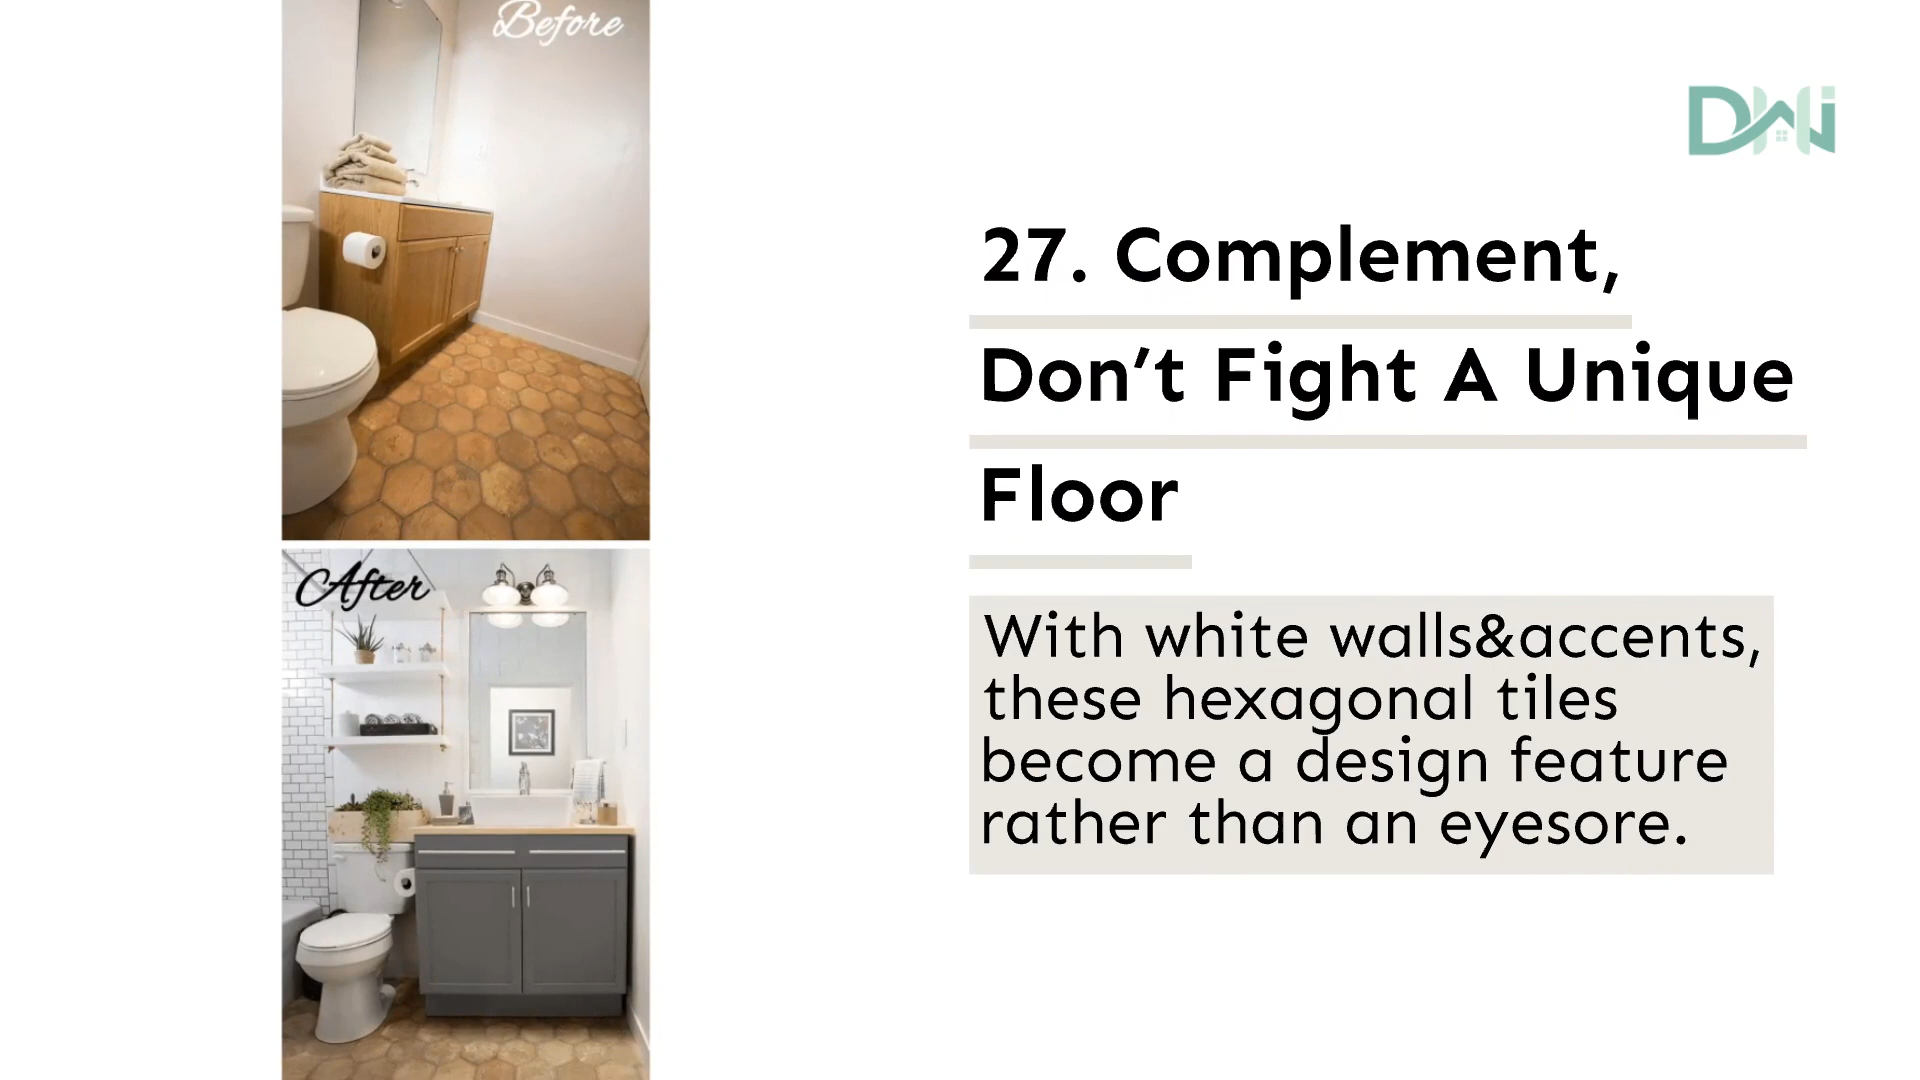 Before
After
DHI
27. Complement,
Don’t Fight A Unique
Floor
With white walls&accents,
these hexagonal tiles
become a design feature
rather than an eyesore.